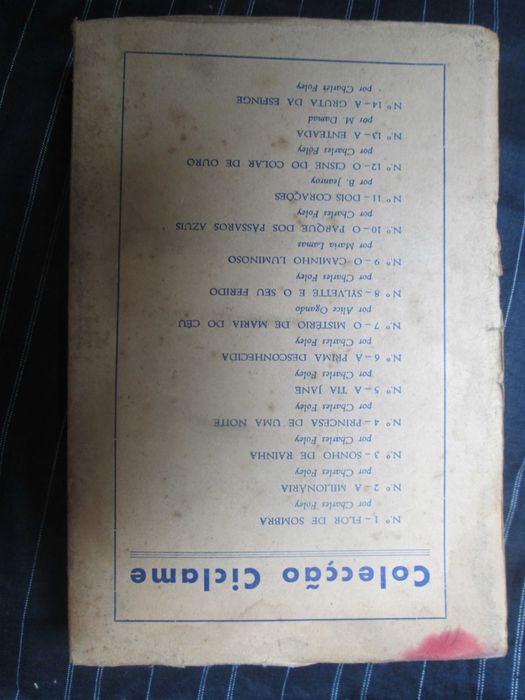 Colecção Ciclame
N.º 1 – FLOR DE SOMBRA
por Charles Foley
N.º 2 – A MILIONÁRIA
por Charles Foley
N.º 3 – SONHO DE RAINHA
por Charles Foley
N.º 4 – PRINCESA DE UMA NOITE
por Charles Foley
N.º 5 – A TIA JANE
por Charles Foley
N.º 6 – A PRIMA DESCONHECIDA
por Charles Foley
N.º 7 – O MISTÉRIO DE MARIA DO CÉU
por Alice Ogando
N.º 8 – SYLVETTE E O SEU FERIDO
por Charles Foley
N.º 9 – O CAMINHO LUMINOSO
por Maria Lamas
N.º 10 – O PARQUE DOS PÁSSAROS AZUIS
por Charles Foley
N.º 11 – DOIS CORAÇÕES
por B. Jeanroy
N.º 12 – O CISNE DO COLAR DE OURO
por Charles Foley
N.º 13 – A ENTEADA
por M. Damad
N.º 14 – A GRUTA DA ESFINGE
por Charles Foley